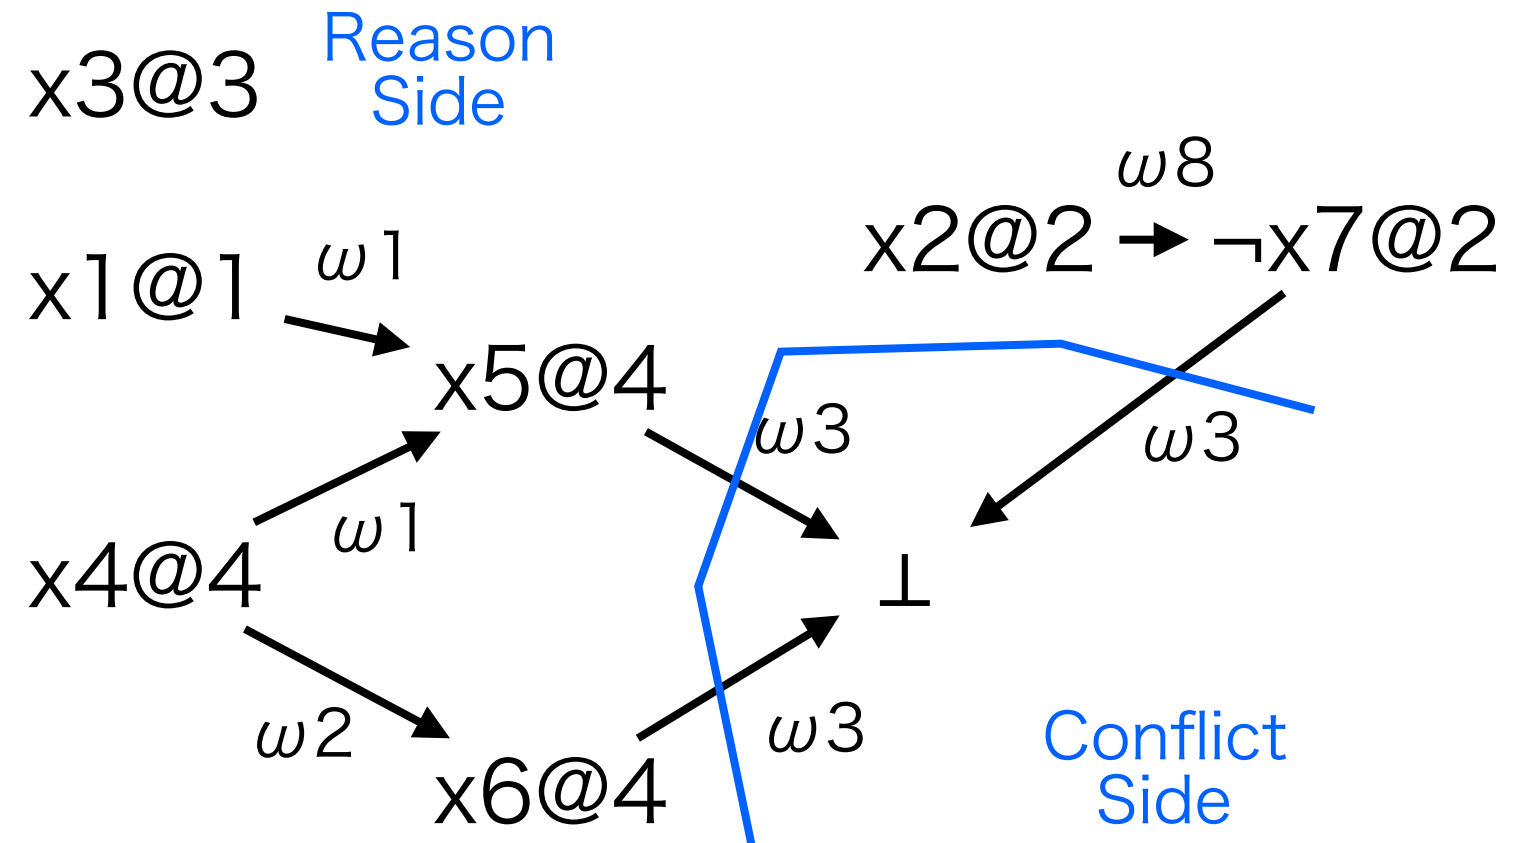 x3@3
Reason
Side
ω8
x2@2
¬x7@2
ω1
x1@1
x5@4
ω3
ω3
ω1
x4@4
⊥
ω2
ω3
x6@4
Conflict
Side